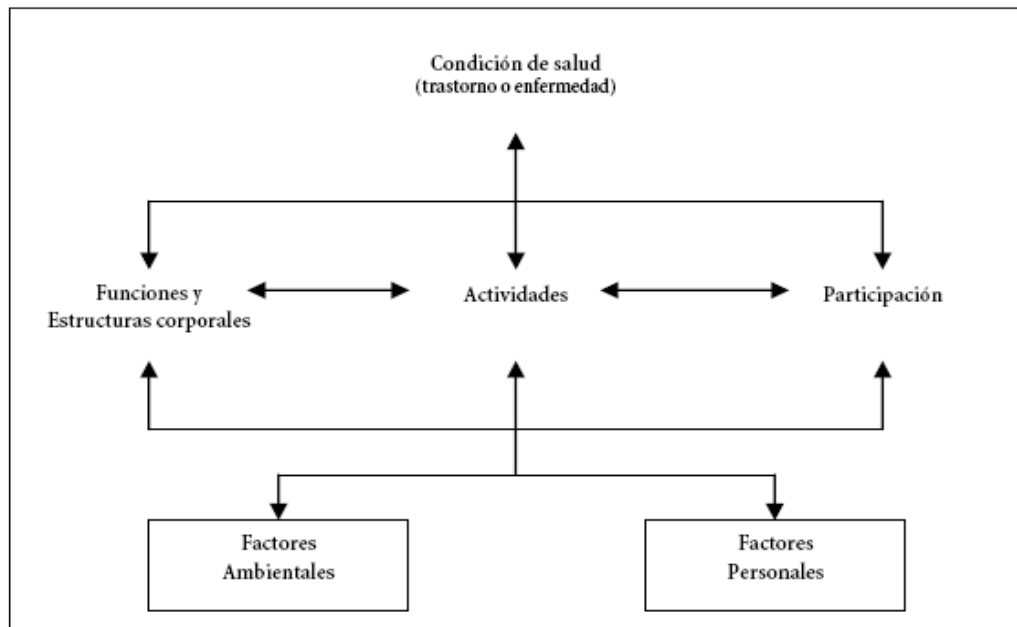 Condición de salud
(trastorno o enfermedad)
Funciones y
Estructuras corporales
Actividades
Participación
Factores
Ambientales
Factores
Personales